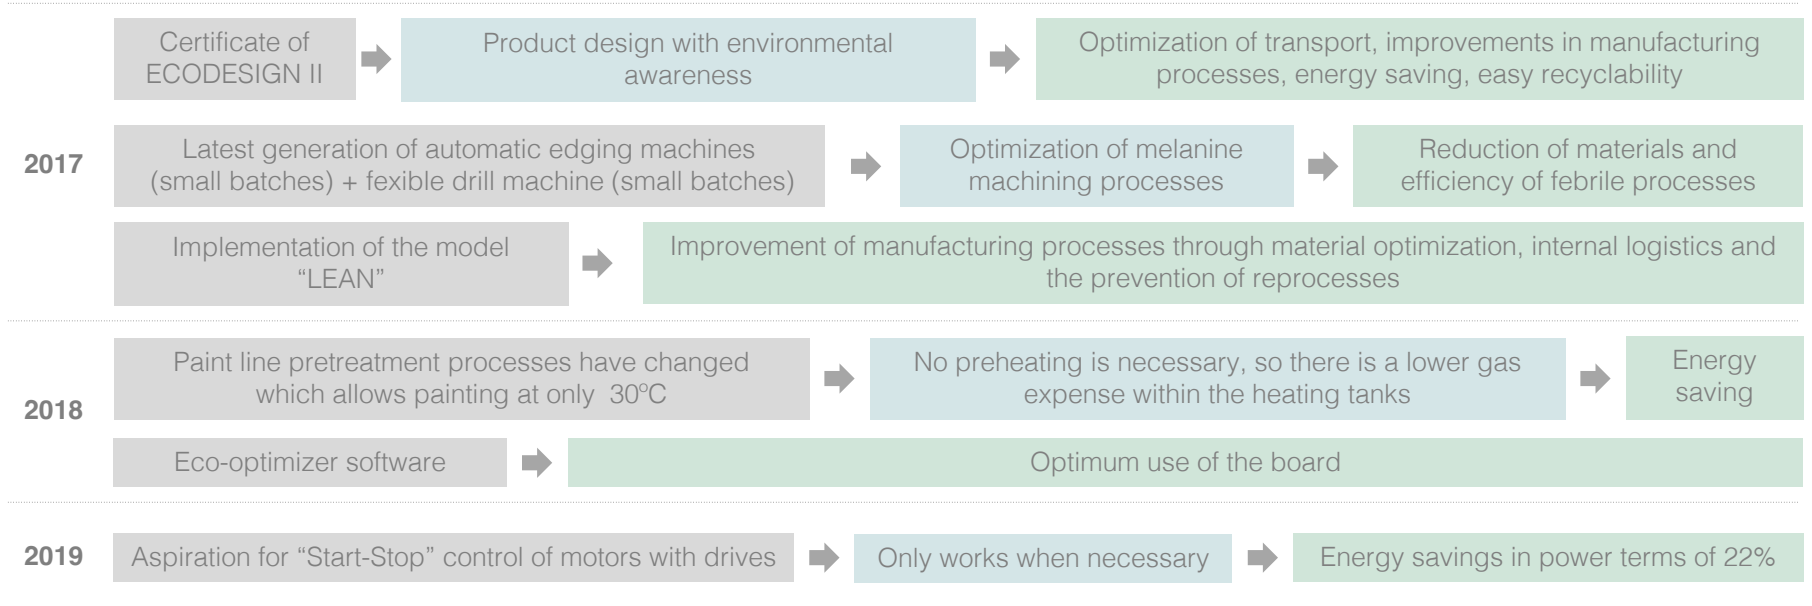 Certificate of
ECODESIGN II
Product design with environmental
awareness
Optimization of transport, improvements in manufacturing
processes, energy saving, easy recyclability
2017
Latest generation of automatic edging machines
(small batches) + fexible drill machine (small batches)
Optimization of melanine
machining processes
Reduction of materials and
efficiency of febrile processes
Implementation of the model
“LEAN”
Improvement of manufacturing processes through material optimization, internal logistics and
the prevention of reprocesses
2018
Paint line pretreatment processes have changed
which allows painting at only 30ºC
No preheating is necessary, so there is a lower gas
expense within the heating tanks
Energy
saving
Eco-optimizer software
Optimum use of the board
2019
Aspiration for “Start-Stop” control of motors with drives
Only works when necessary
Energy savings in power terms of 22%